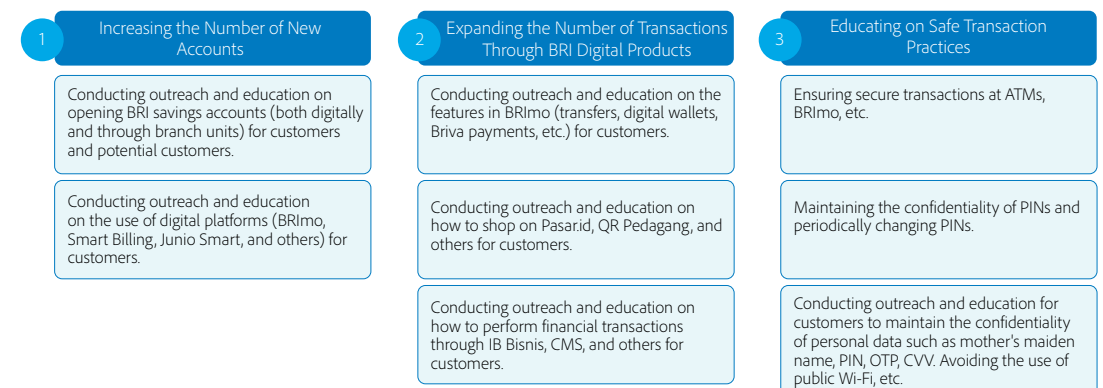 1
Increasing the Number of New
Accounts
Conducting outreach and education on
opening BRI savings accounts (both digitally
and through branch units) for customers
and potential customers.
Conducting outreach and education
on the use of digital platforms (BRImo,
Smart Billing, Junio Smart, and others) for
customers.
2
Expanding the Number of Transactions
Through BRI Digital Products
Conducting outreach and education on the
features in BRImo (transfers, digital wallets,
Briva payments, etc.) for customers.
Conducting outreach and education on
how to shop on Pasar.id, QR Pedagang, and
others for customers.
Conducting outreach and education on
how to perform financial transactions
through IB Bisnis, CMS, and others for
customers.
3
Educating on Safe Transaction
Practices
Ensuring secure transactions at ATMs,
BRImo, etc.
Maintaining the confidentiality of PINs and
periodically changing PINs.
Conducting outreach and education for
customers to maintain the confidentiality
of personal data such as mother's maiden
name, PIN, OTP, CVV. Avoiding the use of
public Wi-Fi, etc.